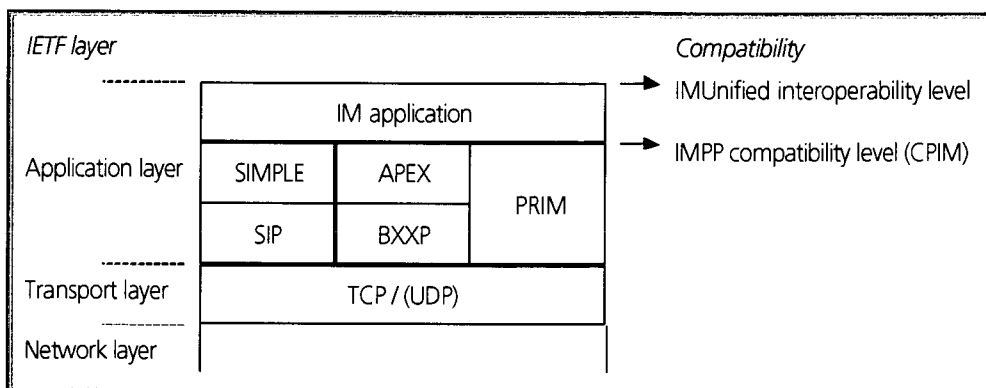 IETF layer
Compatibility
IMUnified interoperability level
IM application
IMPP compatibility level (CPIM)
Application layer
SIMPLE
APEX
PRIM
SIP
BXXP
Transport layer
TCP / (UDP)
Network layer